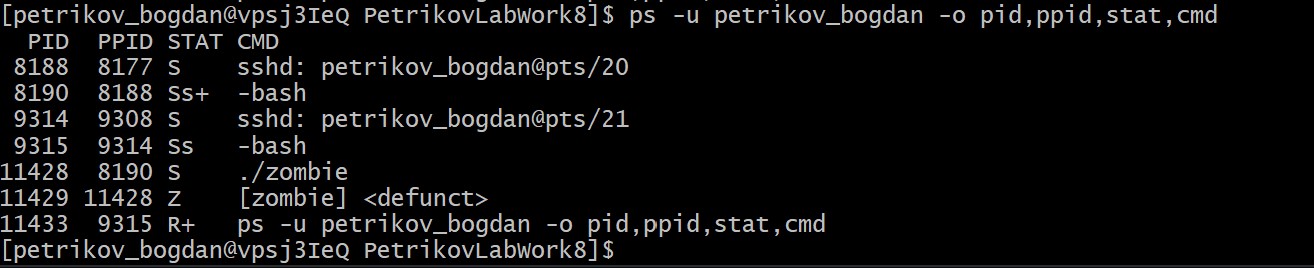 [petrikov_bogdan@vpsj3IeQ PetrikovLabWork8]$ ps -u petrikov_bogdan -o pid,ppid,stat,cmd
  PID  PPID STAT CMD
 8188  8177 S    sshd: petrikov_bogdan@pts/20
 8190  8188 Ss+  -bash
 9314  9308 S    sshd: petrikov_bogdan@pts/21
 9315  9314 Ss   -bash
11428  8190 S    ./zombie
11429 11428 Z    [zombie] <defunct>
11433  9315 R+   ps -u petrikov_bogdan -o pid,ppid,stat,cmd
[petrikov_bogdan@vpsj3IeQ PetrikovLabWork8]$